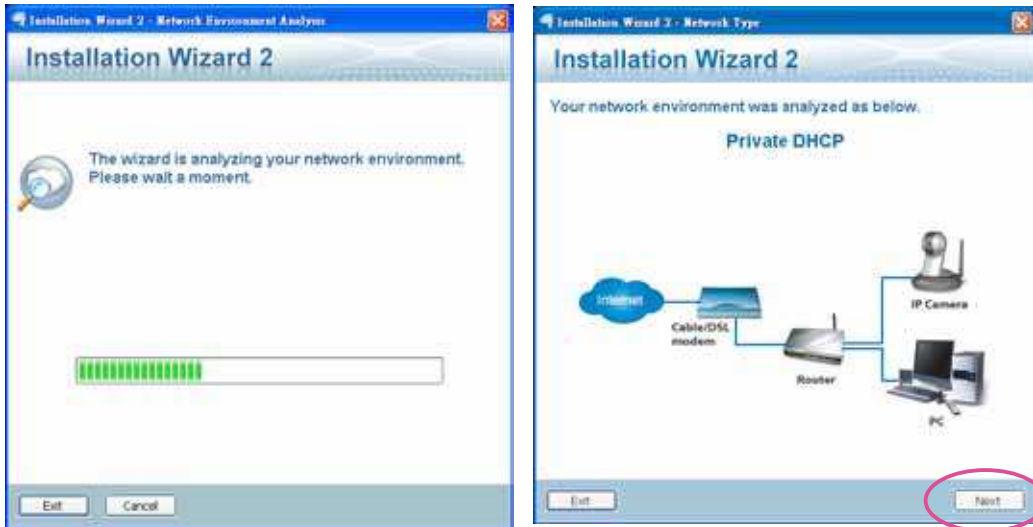 Installation Wizard 2 - Network Environment Analysis
Installation Wizard 2
The wizard is analyzing your network environment.
Please wait a moment.
Exit
Cancel
Installation Wizard 2 - Network Type
Installation Wizard 2
Your network environment was analyzed as below.
Private DHCP
Internet
Cable/DSL
modem
Router
IP Camera
PC
Exit
Next